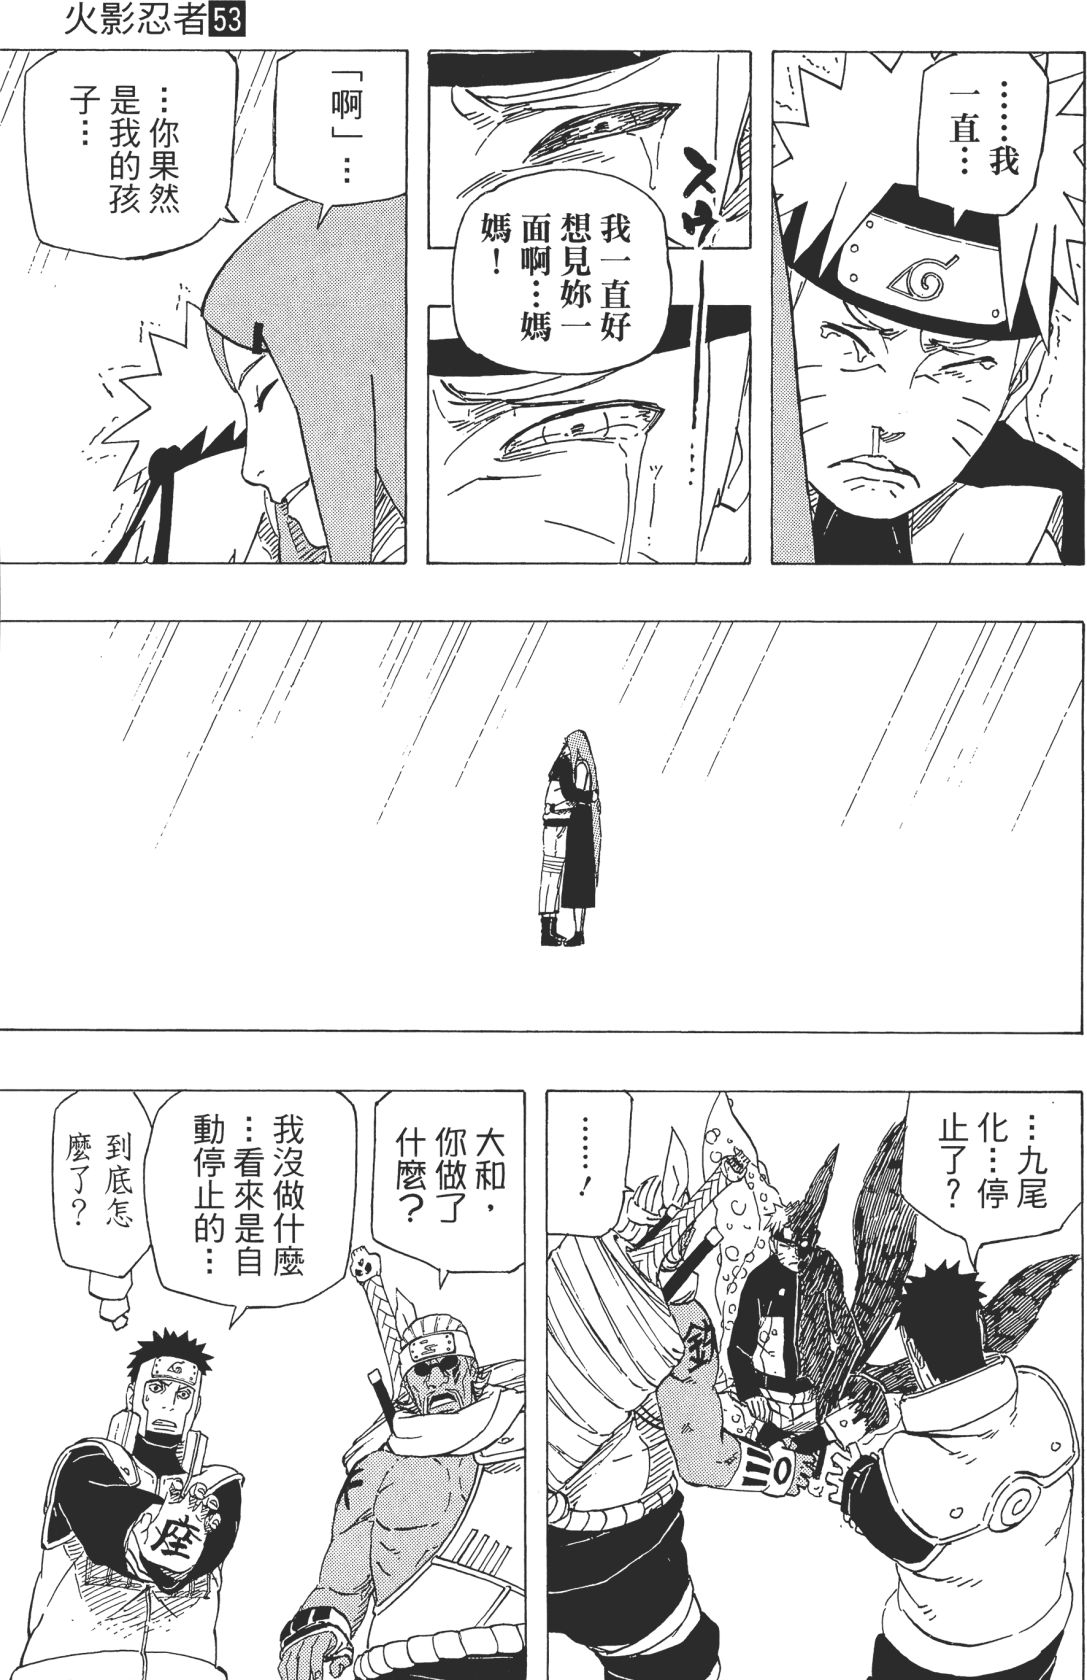 火影忍者53
………我
一直…
スウ……
我一直好
想見妳一
面啊…媽
媽！
「啊」…
…你果然
是我的孩
子…
…九尾
化…停
止了？
……！
大和，
你做了
什麼？
我沒做什麼
…看來是自
動停止的…
到底怎
麼了？
鉄
座